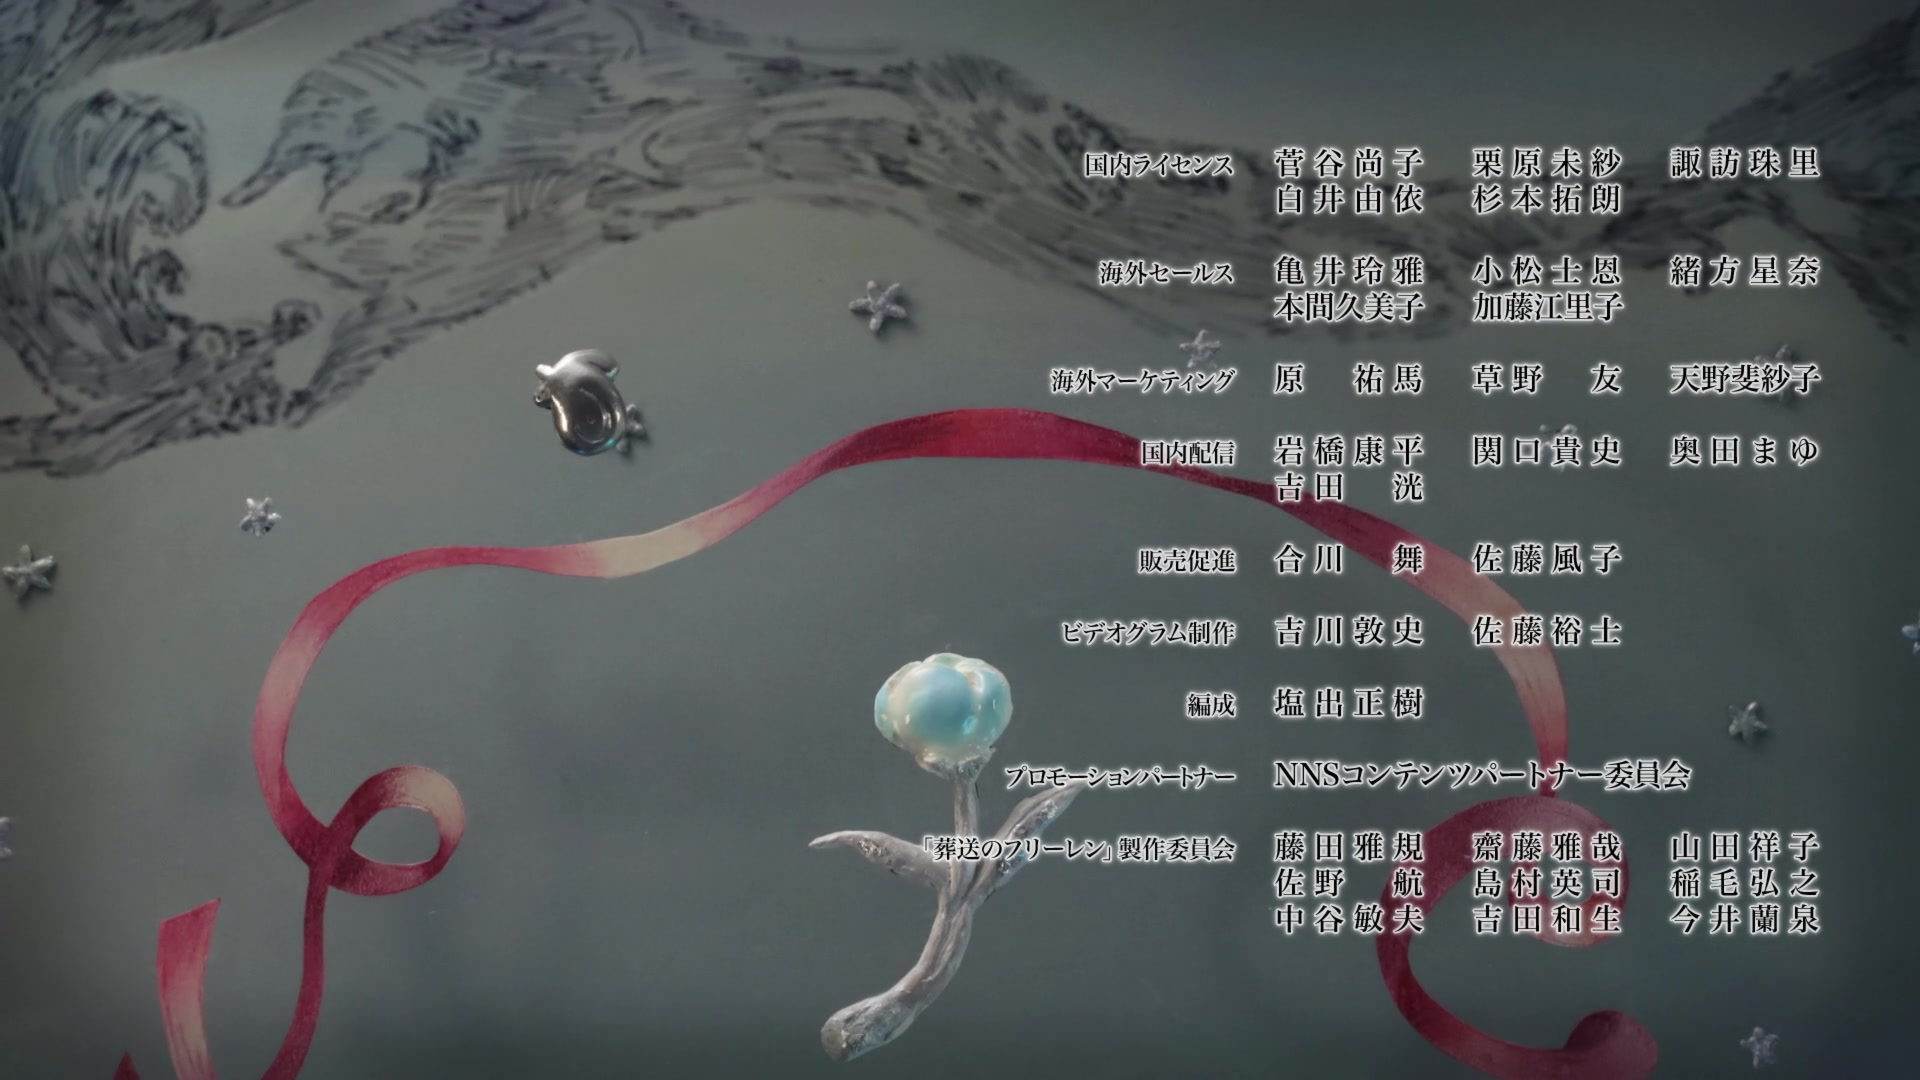 国内ライセンス 菅谷尚子 栗原未紗 諏訪珠里
白井由依 杉本拓朗
海外セールス 亀井玲雅 小松士恩 緒方星奈
本間久美子 加藤江里子
海外マーケティング 原 祐馬 草野 友 天野斐紗子
国内配信 岩橋康平 関口貴史 奥田まゆ
吉田 洸
販売促進 合川 舞 佐藤風子
ビデオグラム制作 吉川敦史 佐藤裕士
編成 塩出正樹
プロモーションパートナー NNSコンテンツパートナー委員会
「葬送のフリーレン」製作委員会 藤田雅規 齋藤雅哉 山田祥子
佐野 航 島村英司 稲毛弘之
中谷敏夫 吉田和生 今井蘭泉